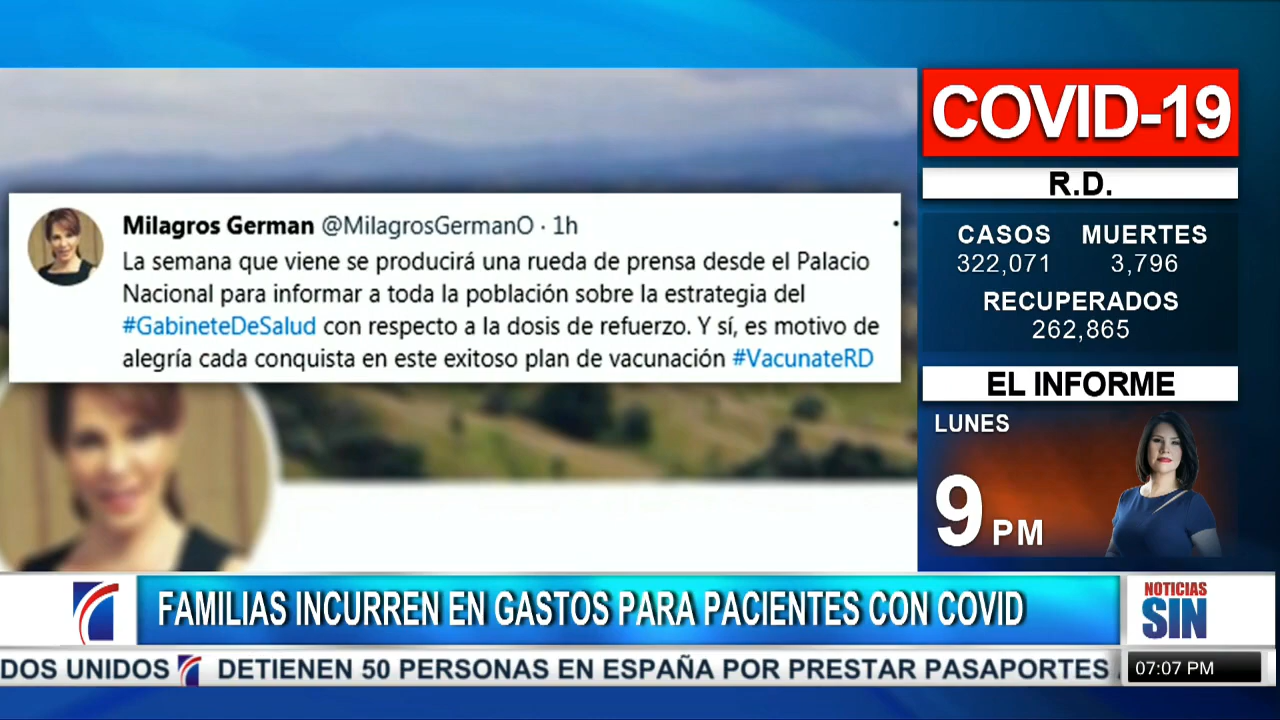 Milagros German @MilagrosGermanO · 1h
La semana que viene se producirá una rueda de prensa desde el Palacio
Nacional para informar a toda la población sobre la estrategia del
#GabineteDeSalud con respecto a la dosis de refuerzo. Y sí, es motivo de
alegría cada conquista en este exitoso plan de vacunación #VacunateRD
COVID-19
R.D.
CASOS MUERTES
322,071 3,796
RECUPERADOS
262,865
EL INFORME
LUNES
9 PM
FAMILIAS INCURREN EN GASTOS PARA PACIENTES CON COVID
NOTICIAS
SIN
DOS UNIDOS DETIENEN 50 PERSONAS EN ESPAÑA POR PRESTAR PASAPORTES
07:07 PM